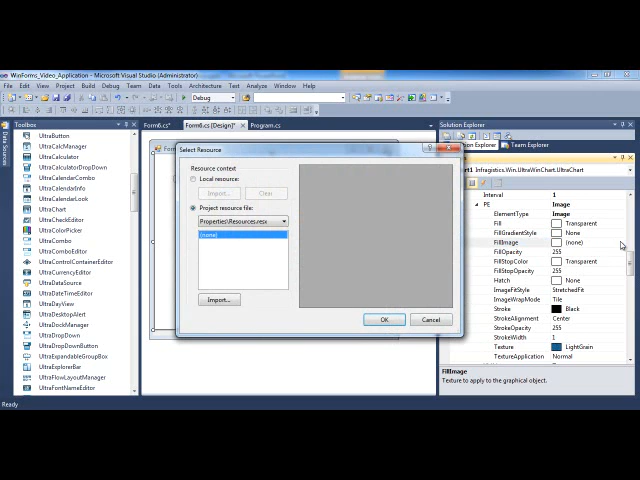 WinForms_Video_Application - Microsoft Visual Studio (Administrator)
File Edit View Project Build Debug Team Data Tools Architecture Test Analyze Window Help
Debug
Toolbox
Form6.cs*
Form6.cs [Design]*
Program.cs
Solution Explorer
Data Sources
UltraButton
UltraCalcManager
UltraCalculator
UltraCalculatorDropDown
UltraCalendarCombo
UltraCalendarInfo
UltraCalendarLook
UltraChart
UltraCheckEditor
UltraColorPicker
UltraCombo
UltraComboEditor
UltraControlContainerEditor
UltraCurrencyEditor
UltraDataSource
UltraDateTimeEditor
UltraDayView
UltraDesktopAlert
UltraDockManager
UltraDropDown
UltraDropDownButton
UltraExpandableGroupBox
UltraExplorerBar
UltraFlowLayoutManager
UltraFontNameEditor
Select Resource
Resource context
Local resource:
Import...
Clear
Project resource file:
Properties\Resources.resx
(none)
Import...
OK
Cancel
Team Explorer
Infragistics.Win.UltraWinChart.UltraChart
Interval 1
PE Image
ElementType Image
Fill Transparent
FillGradientStyle None
FillImage (none)
FillOpacity 255
FillStopColor Transparent
FillStopOpacity 255
Hatch None
ImageFitStyle StretchedFit
ImageWrapMode Tile
Stroke Black
StrokeAlignment Center
StrokeOpacity 255
StrokeWidth 1
Texture LightGrain
TextureApplication Normal
FillImage
Texture to apply to the graphical object.
Ready